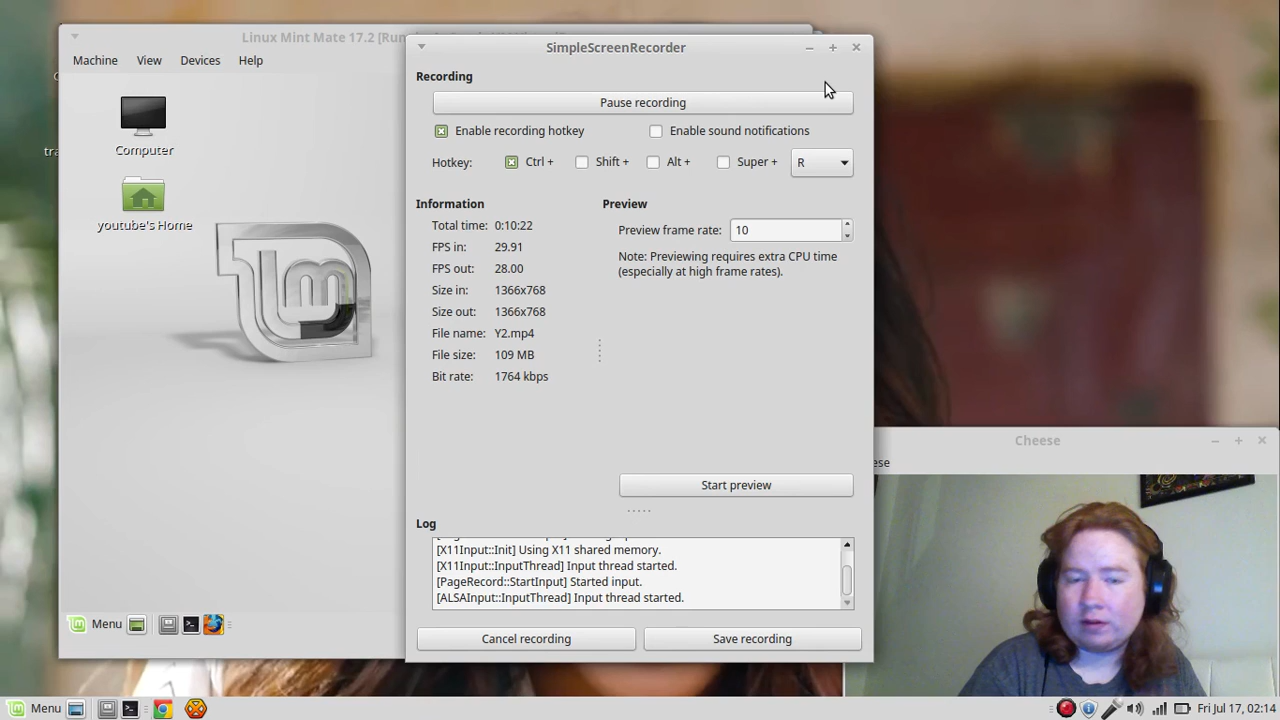 Linux Mint Mate 17.2 [Run
Machine View Devices Help
Computer
youtube's Home
Menu
SimpleScreenRecorder
Recording
Pause recording
Enable recording hotkey
Enable sound notifications
Hotkey: Ctrl + Shift + Alt + Super + R
Information
Total time: 0:10:22
FPS in: 29.91
FPS out: 28.00
Size in: 1366x768
Size out: 1366x768
File name: Y2.mp4
File size: 109 MB
Bit rate: 1764 kbps
Preview
Preview frame rate: 10
Note: Previewing requires extra CPU time
(especially at high frame rates).
Start preview
Log
[X11Input::Init] Using X11 shared memory.
[X11Input::InputThread] Input thread started.
[PageRecord::StartInput] Started input.
[ALSAInput::InputThread] Input thread started.
Cancel recording
Save recording
Cheese
ese
Menu
Fri Jul 17, 02:14